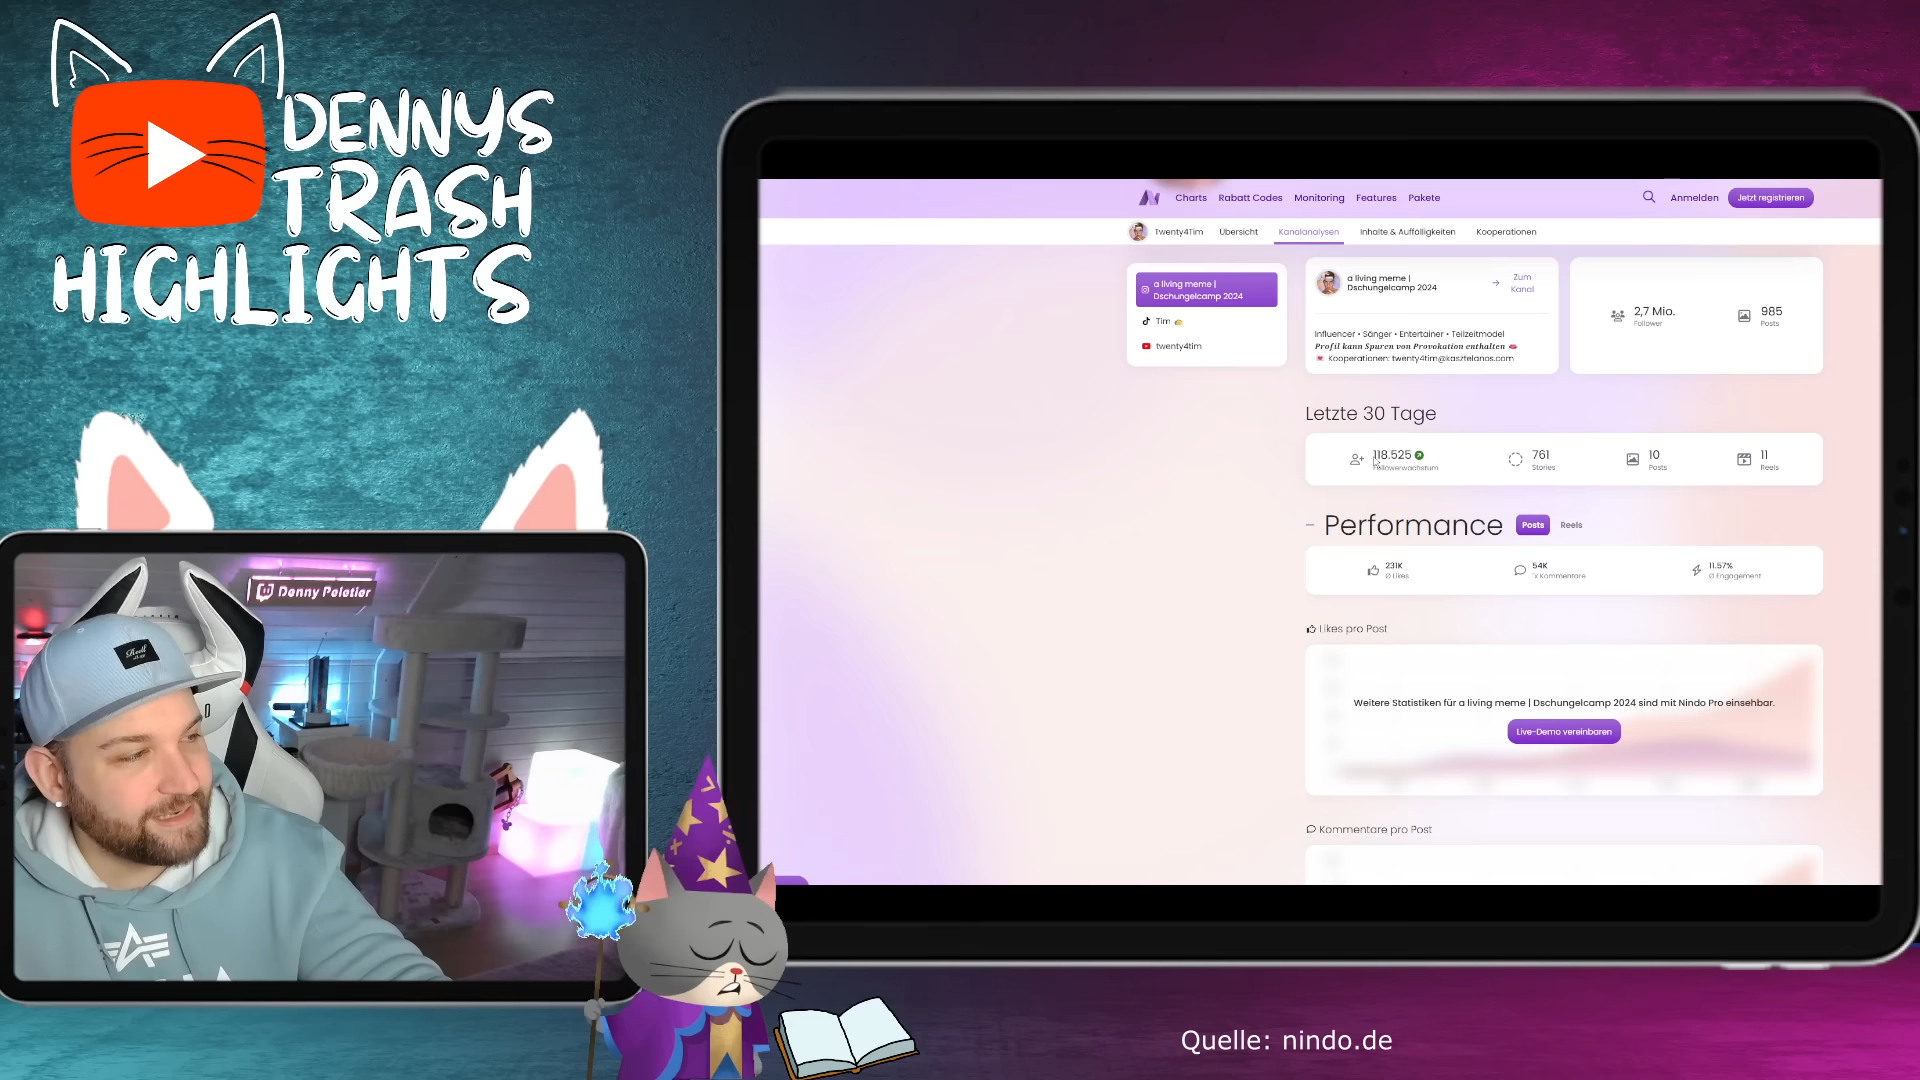 DENNYS
TRASH
HIGHLIGHTS
Denny Peletier
Charts Rabatt Codes Monitoring Features Pakete
Anmelden Jetzt registrieren
Twenty4Tim Übersicht Kanalanalysen Inhalte & Auffälligkeiten Kooperationen
a living meme |
Dschungelcamp 2024
Tim
twenty4tim
a living meme |
Dschungelcamp 2024
Zum
Kanal
Influencer • Sänger • Entertainer • Teilzeitmodel
Profil kann Spuren von Provokation enthalten
Kooperationen: twenty4tim@kasztelanos.com
2,7 Mio.
Follower
985
Posts
Letzte 30 Tage
118.525
Followerwachstum
761
Stories
10
Posts
11
Reels
Performance Posts Reels
231K
Ø Likes
54K
Kommentare
11.57%
Ø Engagement
Likes pro Post
Weitere Statistiken für a living meme | Dschungelcamp 2024 sind mit Nindo Pro einsehbar.
Live-Demo vereinbaren
Kommentare pro Post
Quelle: nindo.de